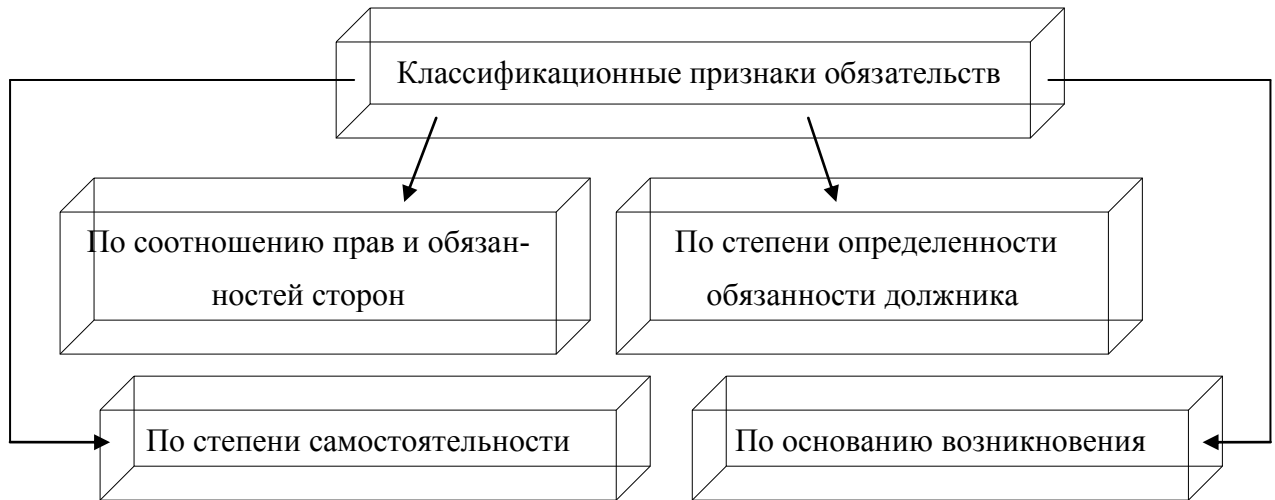 Классификационные признаки обязательств
По соотношению прав и обязан-
ностей сторон
По степени определенности
обязанности должника
По степени самостоятельности
По основанию возникновения